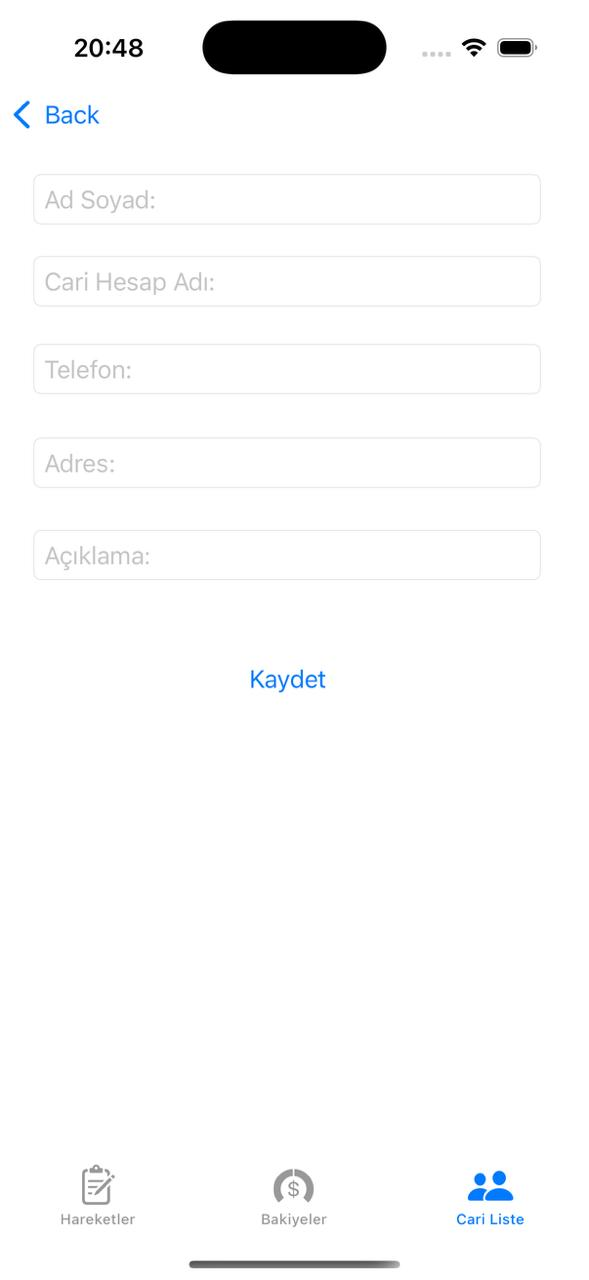 20:48
Back
Ad Soyad:
Cari Hesap Adı:
Telefon:
Adres:
Açıklama:
Kaydet
$
Hareketler
Bakiyeler
Cari Liste